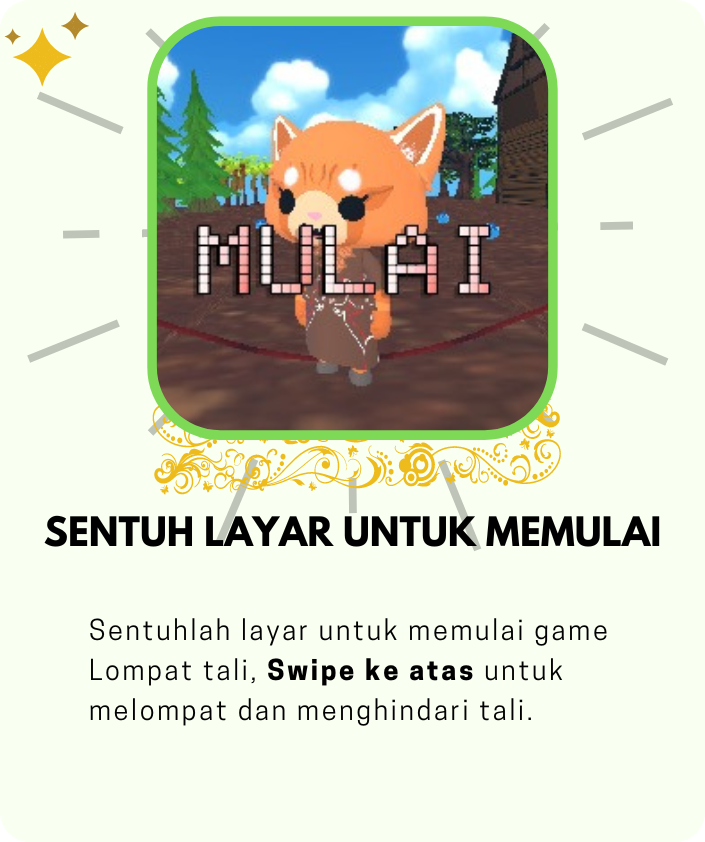 MULAI
SENTUH LAYAR UNTUK MEMULAI
Sentuhlah layar untuk memulai game
Lompat tali, Swipe ke atas untuk
melompat dan menghindari tali.